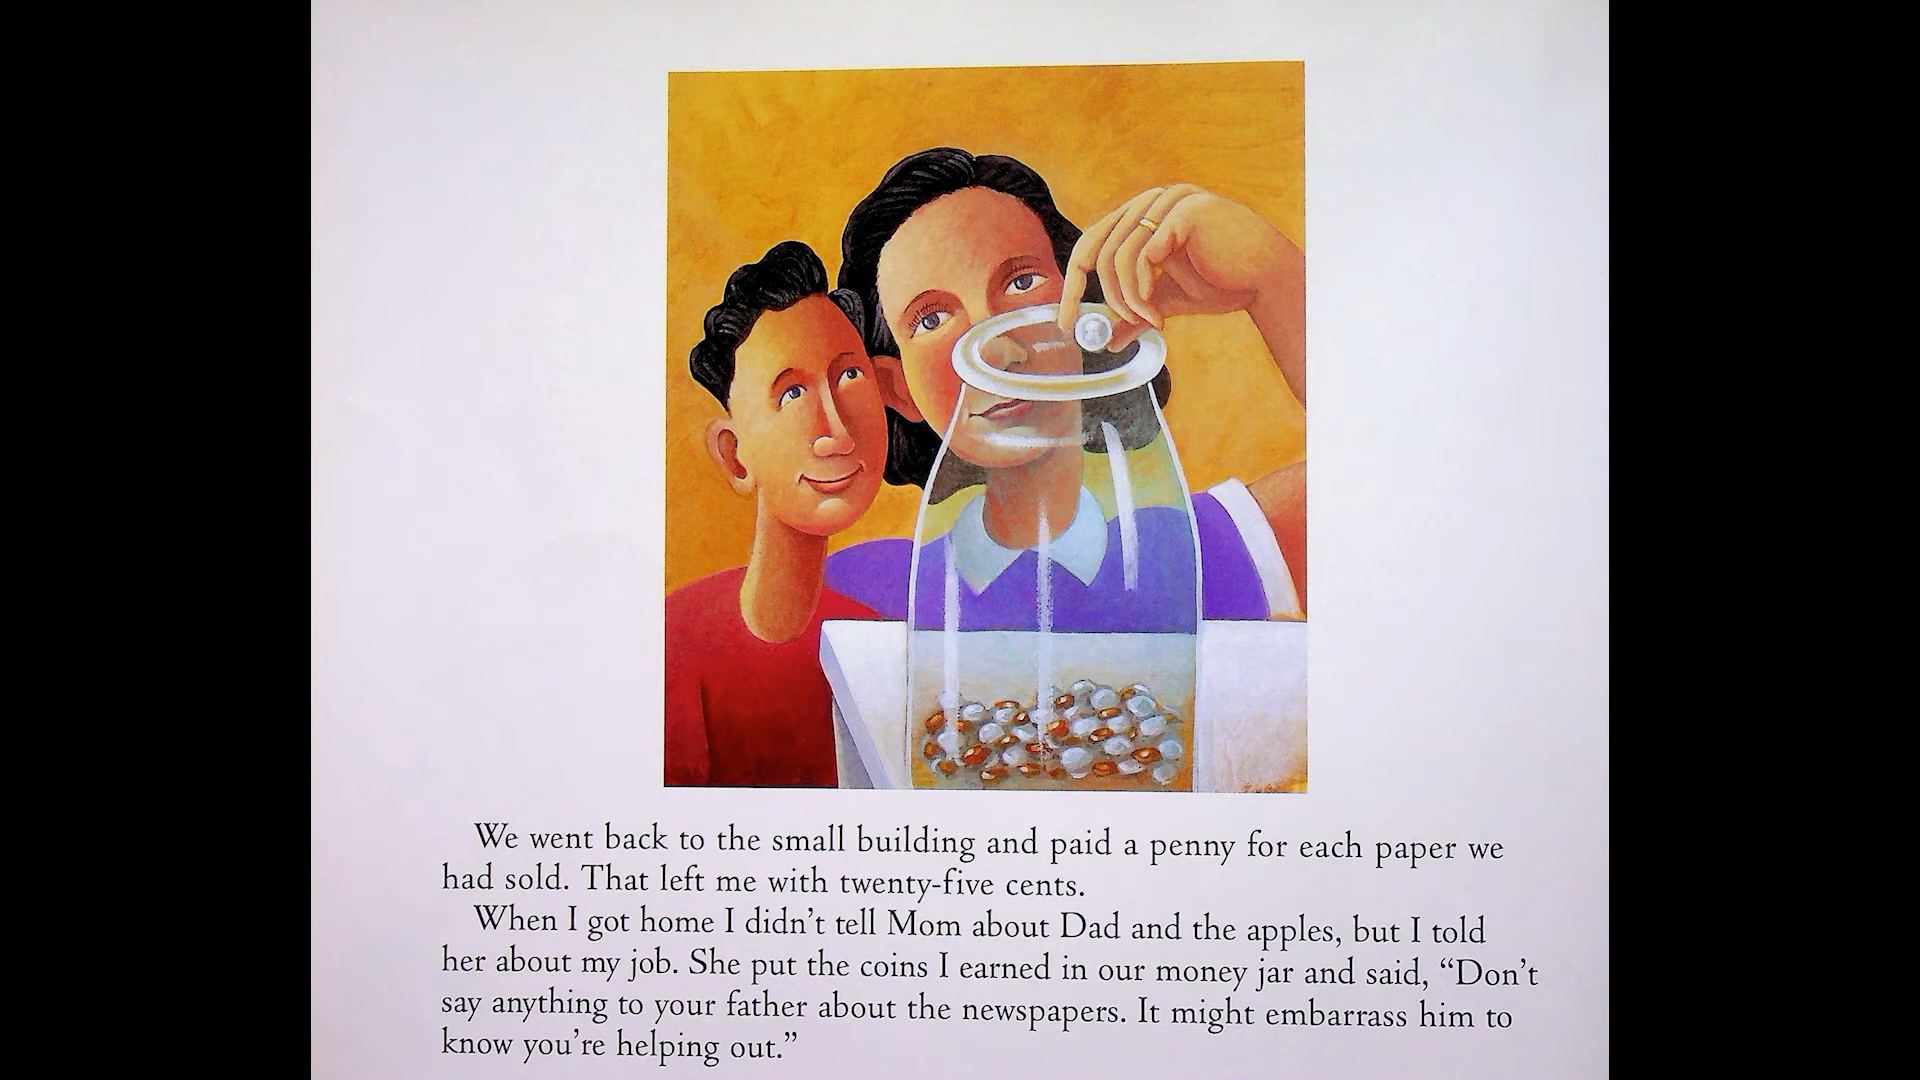 We went back to the small building and paid a penny for each paper we
had sold. That left me with twenty-five cents.
When I got home I didn't tell Mom about Dad and the apples, but I told
her about my job. She put the coins I earned in our money jar and said, “Don't
say anything to your father about the newspapers. It might embarrass him to
know you're helping out.”